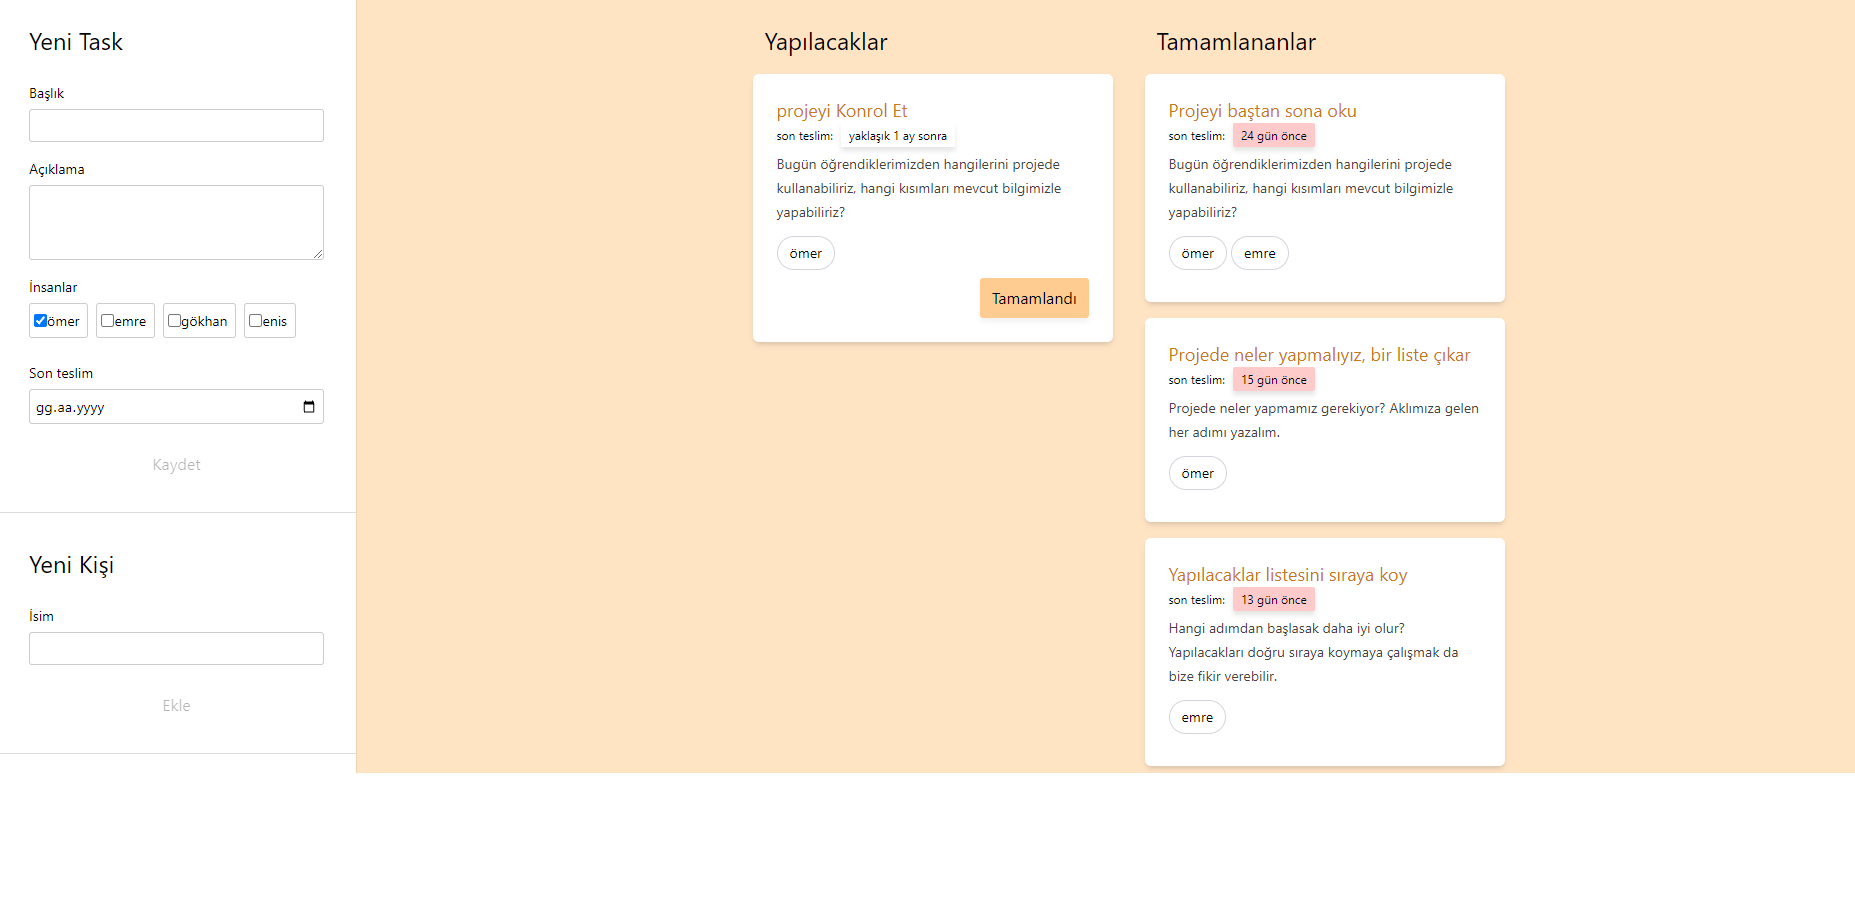 Yeni Task
Başlık
Açıklama
İnsanlar
ömer emre gökhan enis
Son teslim
gg.aa.yyyy
Kaydet
Yeni Kişi
İsim
Ekle
Yapılacaklar
projeyi Konrol Et
son teslim: yaklaşık 1 ay sonra
Bugün öğrendiklerimizden hangilerini projede
kullanabiliriz, hangi kısımları mevcut bilgimizle
yapabiliriz?
ömer
Tamamlandı
Tamamlananlar
Projeyi baştan sona oku
son teslim: 24 gün önce
Bugün öğrendiklerimizden hangilerini projede
kullanabiliriz, hangi kısımları mevcut bilgimizle
yapabiliriz?
ömer emre
Projede neler yapmalıyız, bir liste çıkar
son teslim: 15 gün önce
Projede neler yapmamız gerekiyor? Aklımıza gelen
her adımı yazalım.
ömer
Yapılacaklar listesini sıraya koy
son teslim: 13 gün önce
Hangi adımdan başlasak daha iyi olur?
Yapılacakları doğru sıraya koymaya çalışmak da
bize fikir verebilir.
emre